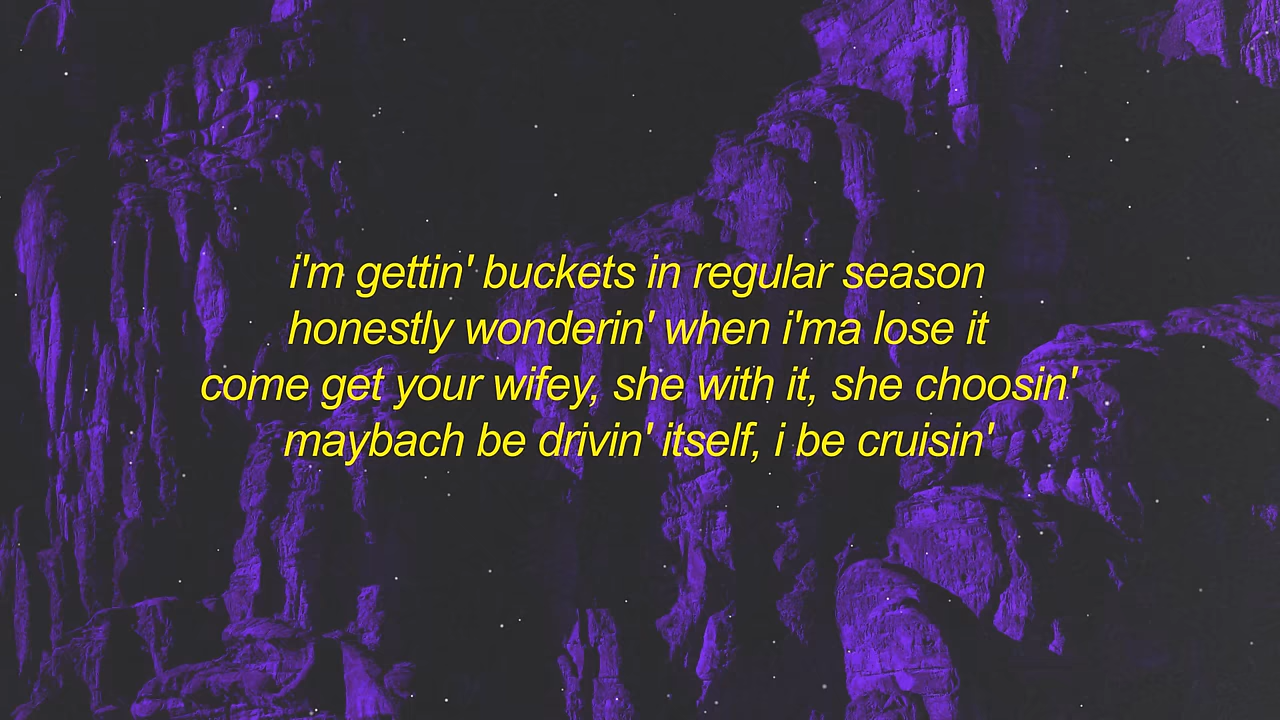 i'm gettin' buckets in regular season
honestly wonderin' when i'ma lose it
come get your wifey, she with it, she choosin'
maybach be drivin' itself, i be cruisin'